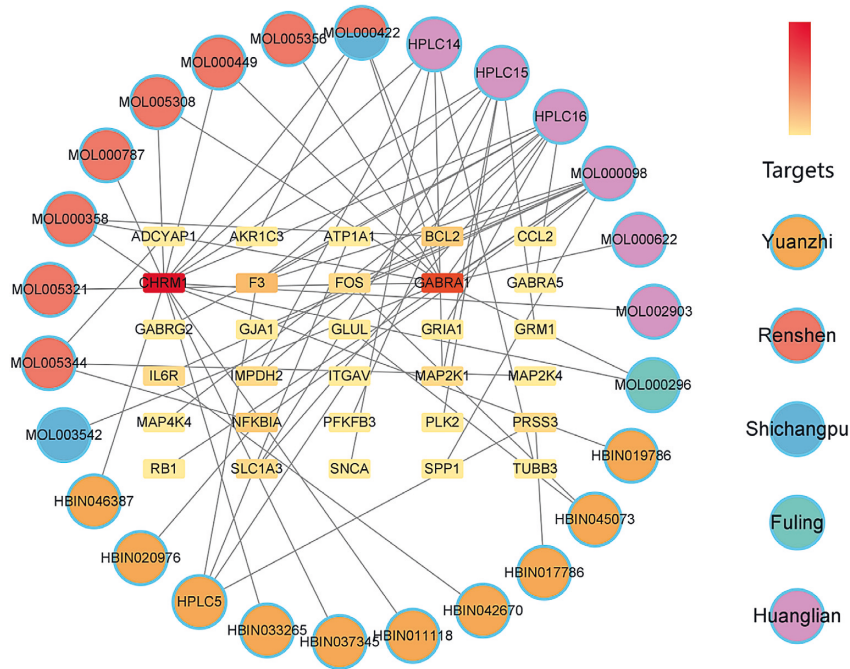 MOL005356
MOL000422
HPLC14
MOL000449
HPLC15
MOL005308
HPLC16
MOL000787
MOL000098
MOL000358
MOL000622
MOL005321
MOL002903
MOL005344
MOL000296
MOL003542
HBIN019786
HBIN046387
HBIN045073
HBIN020976
HBIN017786
HPLC5
HBIN042670
HBIN033265
HBIN037345
HBIN011118
ADCYAP1 AKR1C3 ATP1A1 BCL2 CCL2
CHRM1 F3 FOS GABRA1 GABRA5
GABRG2 GJA1 GLUL GRIA1 GRM1
IL6R IMPDH2 ITGAV MAP2K1 MAP2K4
MAP4K4 NFKBIA PFKFB3 PLK2 PRSS3
RB1 SLC1A3 SNCA SPP1 TUBB3
Targets
Yuanzhi
Renshen
Shichangpu
Fuling
Huanglian